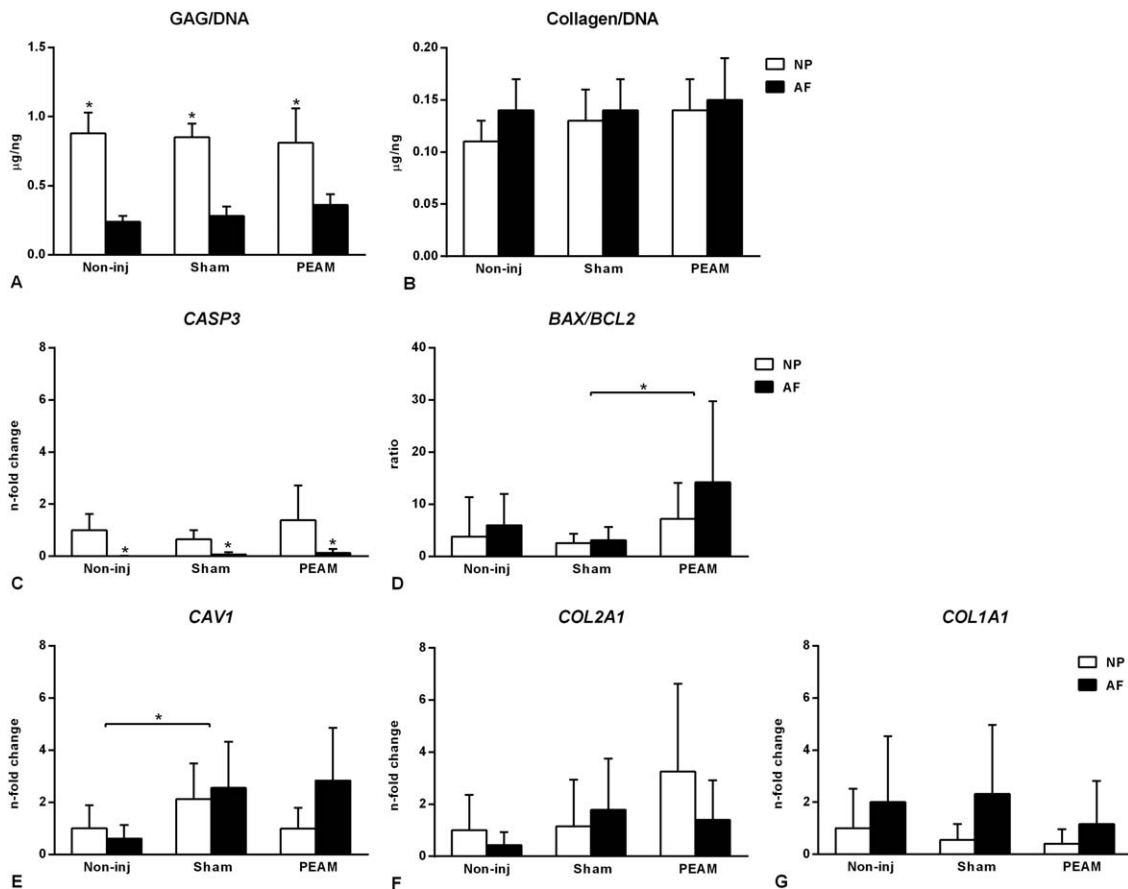 GAG/DNA
1.5
1.0
0.5
0.0
µg/ng
* * *
Non-inj Sham PEAM
A
Collagen/DNA
0.20
0.15
0.10
0.05
0.00
µg/ng
Non-inj Sham PEAM
B
NP
AF
CASP3
8
6
4
2
0
n-fold change
* * *
Non-inj Sham PEAM
C
BAX/BCL2
40
30
20
10
0
ratio
*
Non-inj Sham PEAM
D
NP
AF
CAV1
8
6
4
2
0
n-fold change
*
Non-inj Sham PEAM
E
COL2A1
8
6
4
2
0
n-fold change
Non-inj Sham PEAM
F
COL1A1
8
6
4
2
0
n-fold change
Non-inj Sham PEAM
G
NP
AF